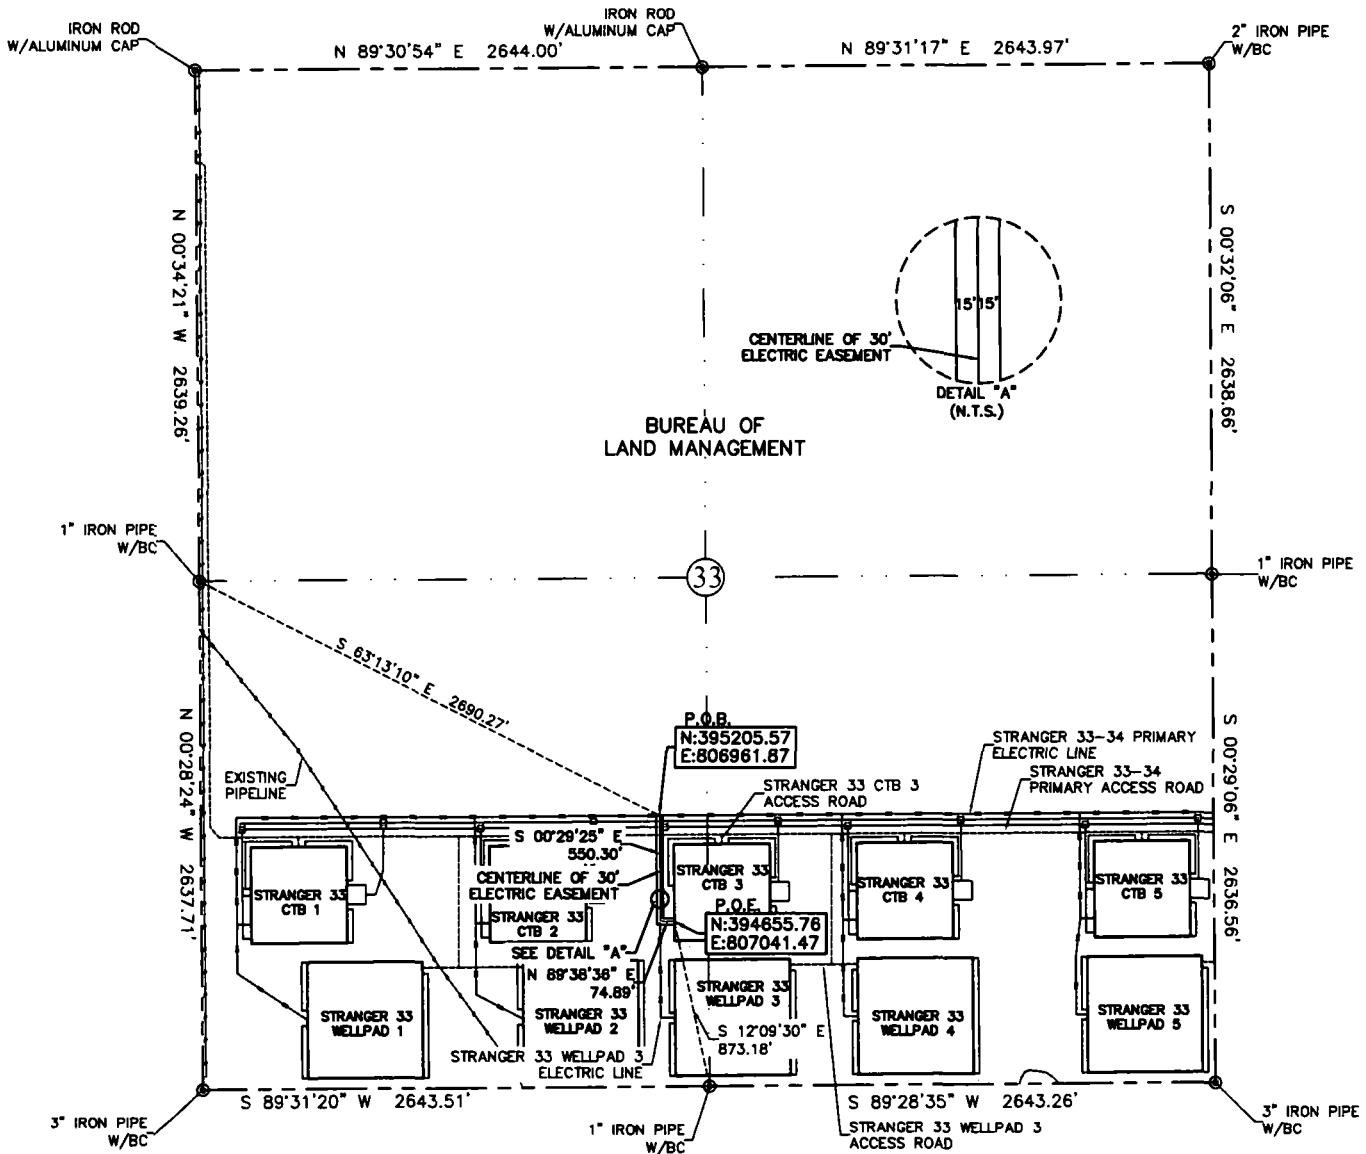 IRON ROD
W/ALUMINUM CAP
N 89°30'54" E 2644.00'
IRON ROD
W/ALUMINUM CAP
N 89°31'17" E 2643.97'
2" IRON PIPE
W/BC
N 00°34'21" W 2639.26'
S 00°32'06" E 2638.66'
15'
15'
CENTERLINE OF 30'
ELECTRIC EASEMENT
DETAIL "A"
(N.T.S.)
BUREAU OF
LAND MANAGEMENT
1" IRON PIPE
W/BC
33
1" IRON PIPE
W/BC
S 63°13'10" E 2690.27'
P.O.B.
N:395205.57
E:806961.87
N 00°28'24" W 2637.71'
S 00°29'06" E 2636.56'
EXISTING
PIPELINE
STRANGER 33-34 PRIMARY
ELECTRIC LINE
STRANGER 33-34
PRIMARY ACCESS ROAD
STRANGER 33 CTB 3
ACCESS ROAD
S 00°29'25" E
550.30'
CENTERLINE OF 30'
ELECTRIC EASEMENT
STRANGER 33
CTB 1
STRANGER 33
CTB 2
STRANGER 33
CTB 3
STRANGER 33
CTB 4
STRANGER 33
CTB 5
P.O.E.
N:394655.76
E:807041.47
SEE DETAIL "A"
N 89°38'38" E
74.89'
STRANGER 33
WELLPAD 1
STRANGER 33
WELLPAD 2
STRANGER 33
WELLPAD 3
STRANGER 33
WELLPAD 4
STRANGER 33
WELLPAD 5
S 12°09'30" E
873.18'
STRANGER 33 WELLPAD 3
ELECTRIC LINE
S 89°31'20" W 2643.51'
S 89°28'35" W 2643.26'
3" IRON PIPE
W/BC
1" IRON PIPE
W/BC
STRANGER 33 WELLPAD 3
ACCESS ROAD
3" IRON PIPE
W/BC